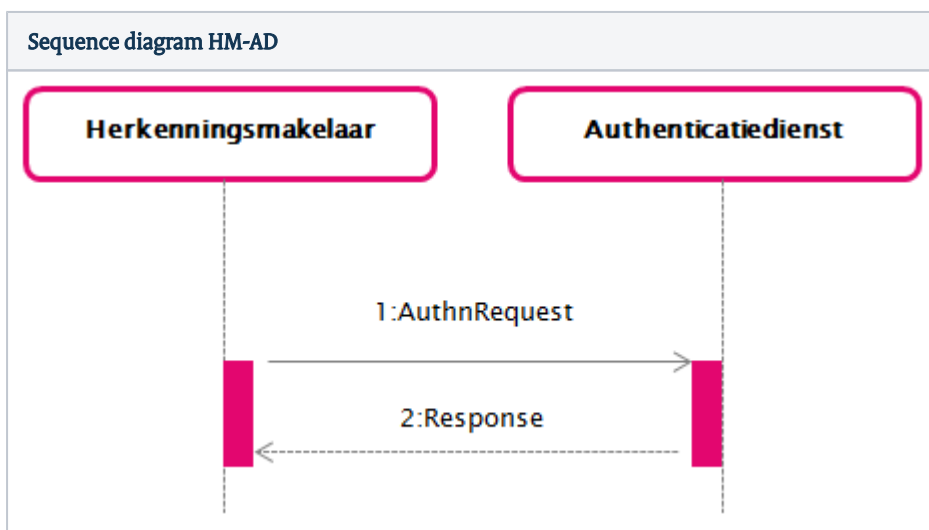 Sequence diagram HM-AD
Herkenningsmakelaar
Authenticatiedienst
1:AuthnRequest
2:Response